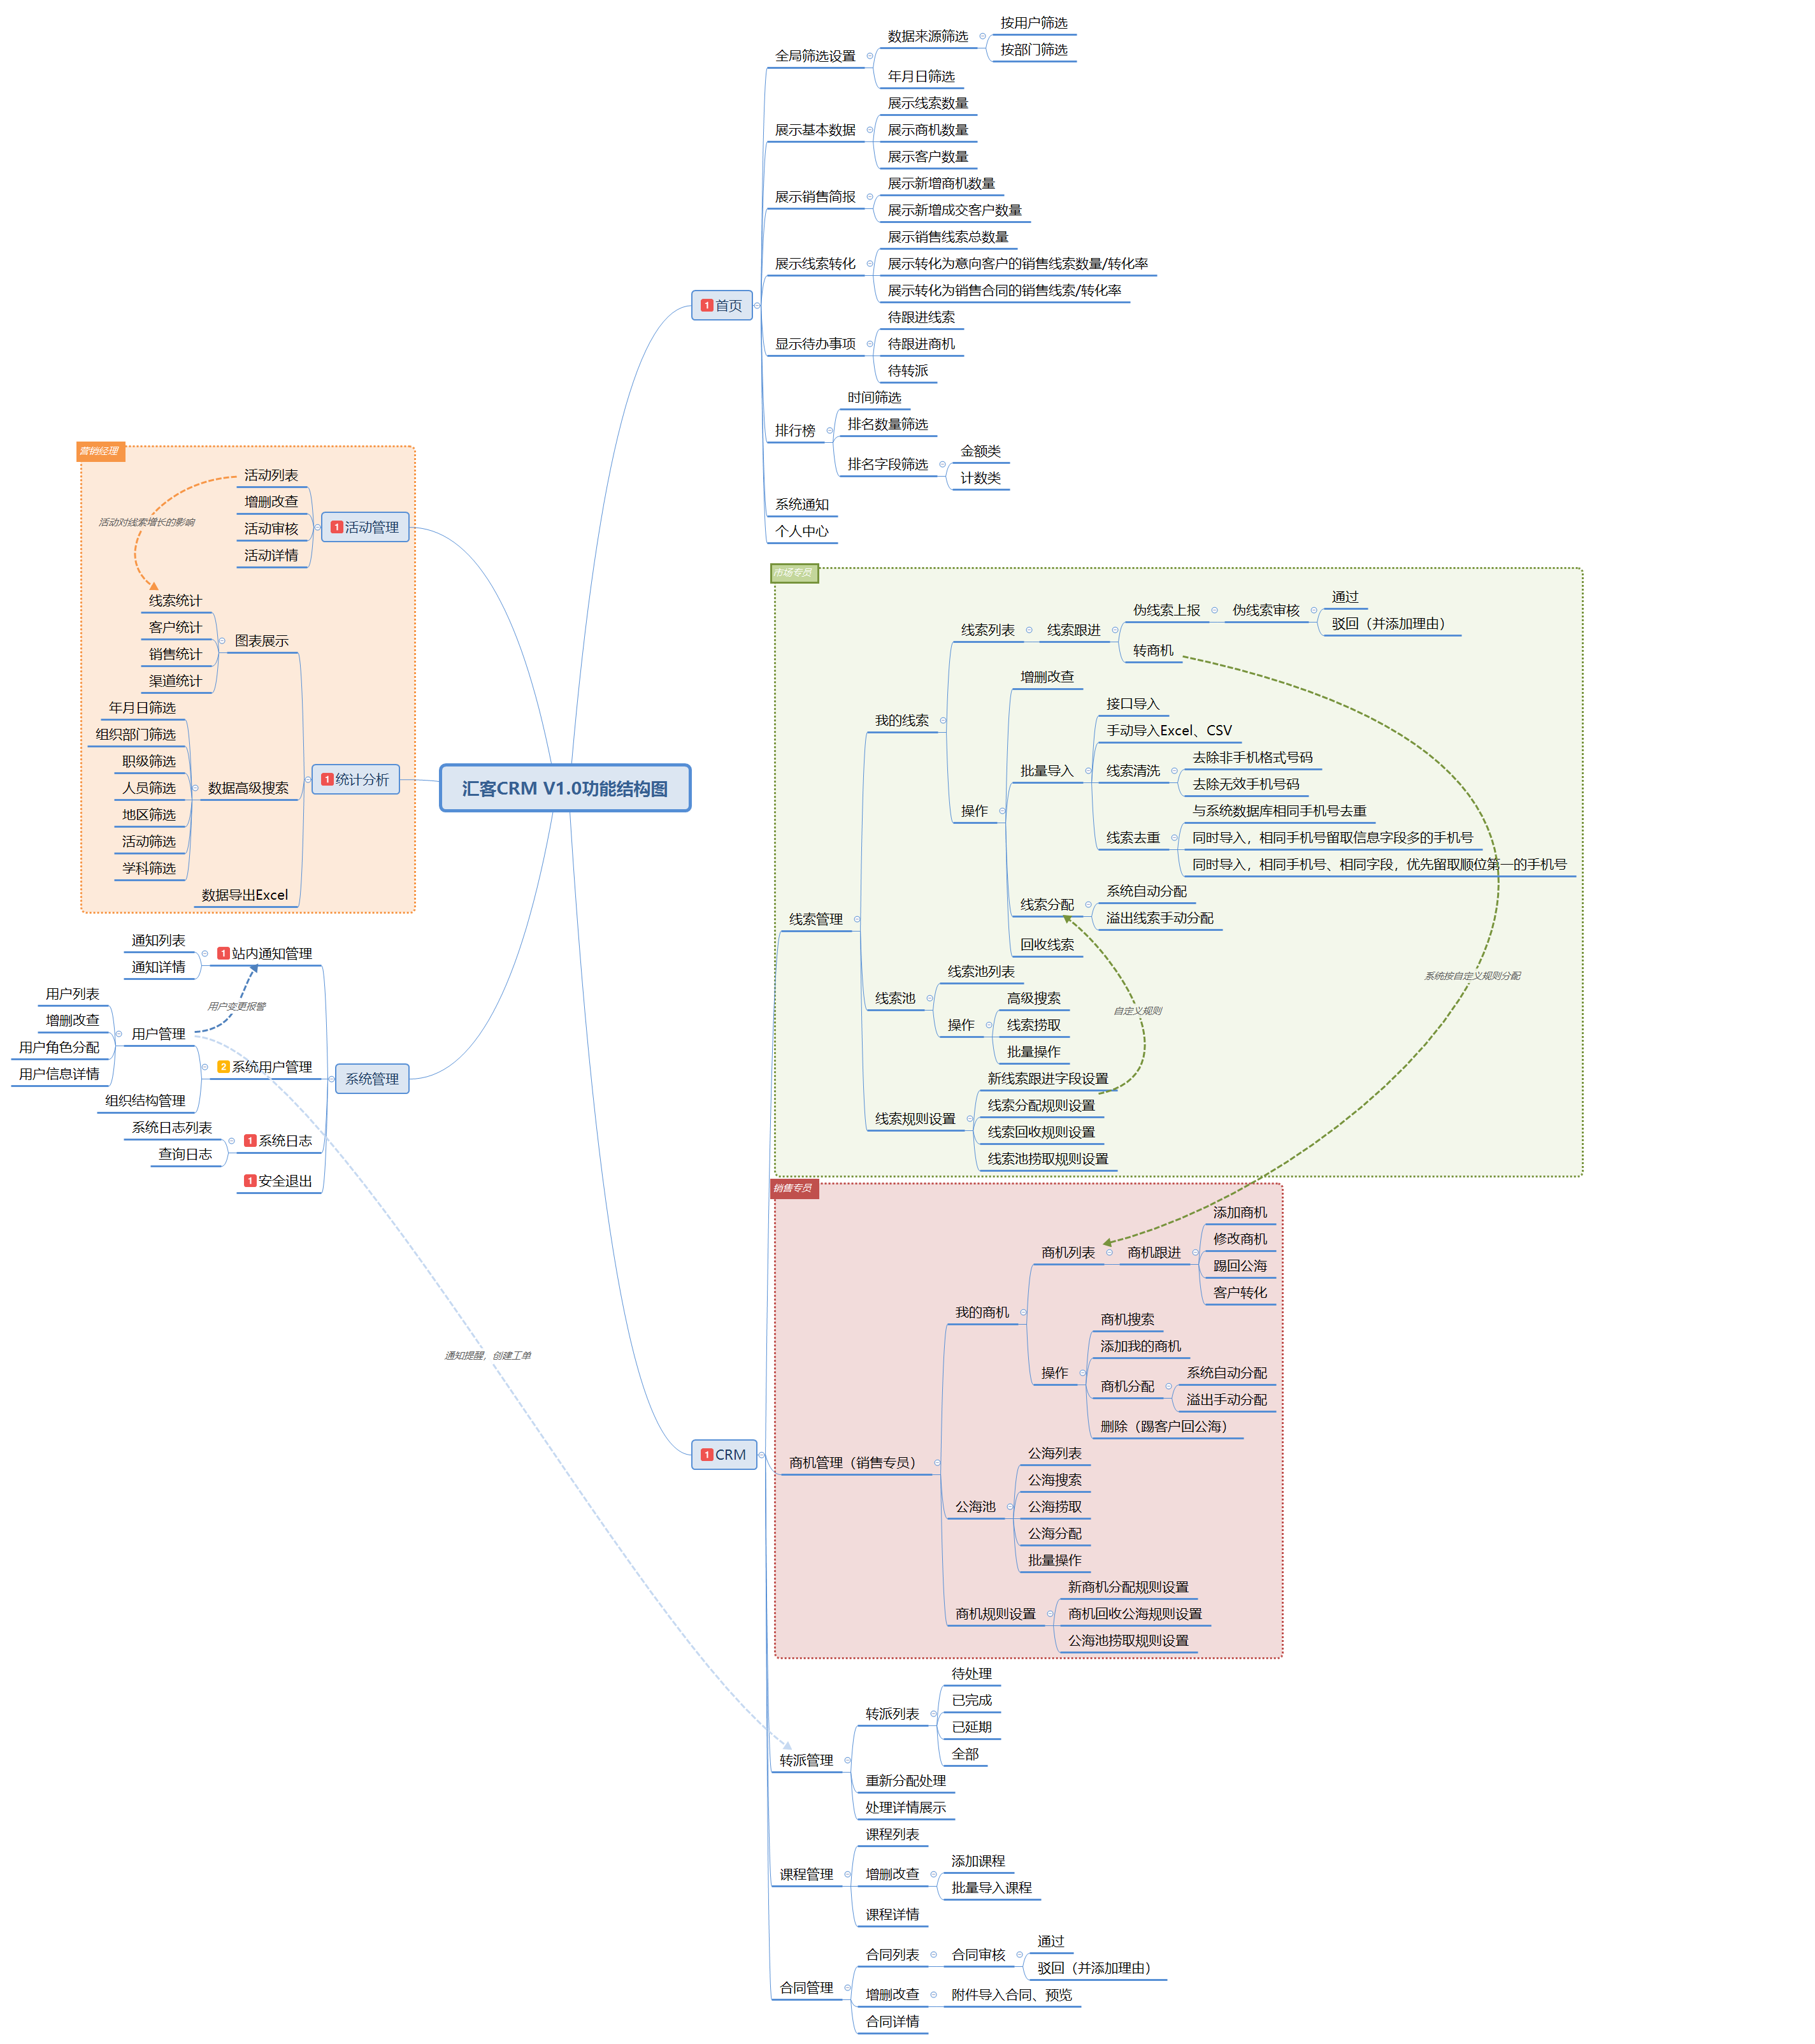 汇客CRM V1.0功能结构图
1
首页
全局筛选设置
数据来源筛选
按用户筛选
按部门筛选
年月日筛选
展示基本数据
展示线索数量
展示商机数量
展示客户数量
展示销售简报
展示新增商机数量
展示新增成交客户数量
展示线索转化
展示销售线索总数量
展示转化为意向客户的销售线索数量/转化率
展示转化为销售合同的销售线索/转化率
显示待办事项
待跟进线索
待跟进商机
待转派
排行榜
时间筛选
排名数量筛选
排名字段筛选
金额类
计数类
系统通知
个人中心
1
CRM
市场专员
线索管理
我的线索
线索列表
线索跟进
伪线索上报
伪线索审核
通过
驳回（并添加理由）
转商机
操作
增删改查
批量导入
接口导入
手动导入Excel、CSV
线索清洗
去除非手机格式号码
去除无效手机号码
线索去重
与系统数据库相同手机号去重
同时导入，相同手机号留取信息字段多的手机号
同时导入，相同手机号、相同字段，优先留取顺位第一的手机号
线索分配
系统自动分配
溢出线索手动分配
回收线索
线索池
线索池列表
操作
高级搜索
线索捞取
批量操作
线索规则设置
新线索跟进字段设置
线索分配规则设置
线索回收规则设置
线索池捞取规则设置
自定义规则
系统按自定义规则分配
销售专员
商机管理（销售专员）
我的商机
商机列表
商机跟进
添加商机
修改商机
踢回公海
客户转化
操作
商机搜索
添加我的商机
商机分配
系统自动分配
溢出手动分配
删除（踢客户回公海）
公海池
公海列表
公海搜索
公海捞取
公海分配
批量操作
商机规则设置
新商机分配规则设置
商机回收公海规则设置
公海池捞取规则设置
转派管理
转派列表
待处理
已完成
已延期
全部
重新分配处理
处理详情展示
课程管理
课程列表
增删改查
添加课程
批量导入课程
课程详情
合同管理
合同列表
合同审核
通过
驳回（并添加理由）
增删改查
附件导入合同、预览
合同详情
营销经理
1
活动管理
活动列表
增删改查
活动审核
活动详情
活动对线索增长的影响
1
统计分析
图表展示
线索统计
客户统计
销售统计
渠道统计
数据高级搜索
年月日筛选
组织部门筛选
职级筛选
人员筛选
地区筛选
活动筛选
学科筛选
数据导出Excel
系统管理
1
站内通知管理
通知列表
通知详情
用户变更报警
2
系统用户管理
用户管理
用户列表
增删改查
用户角色分配
用户信息详情
组织结构管理
1
系统日志
系统日志列表
查询日志
1
安全退出
通知提醒，创建工单